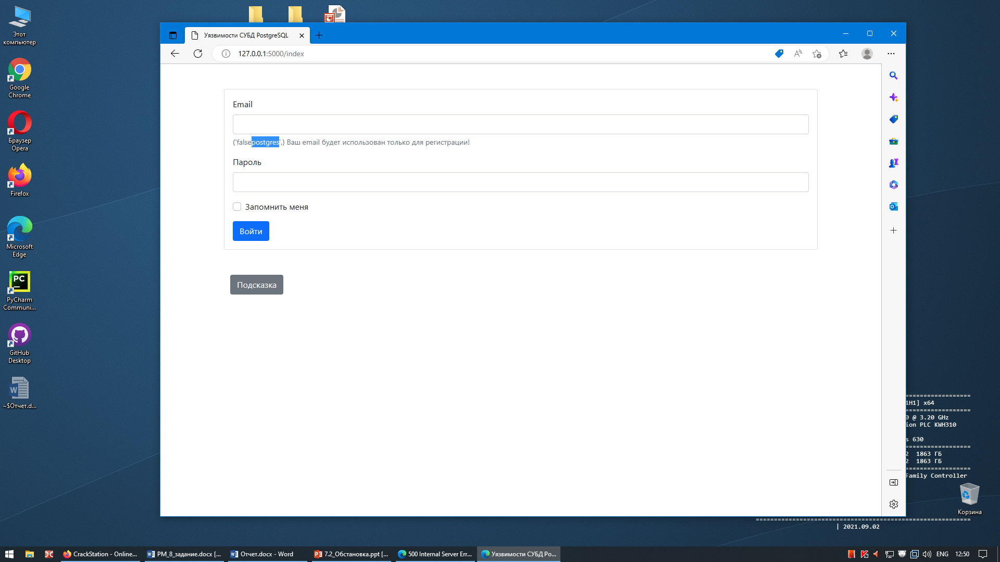 Этот
компьютер
Google
Chrome
Браузер
Opera
Firefox
Microsoft
Edge
PyCharm
Communi...
GitHub
Desktop
~$Отчет.d...
Уязвимости СУБД PostgreSQL
127.0.0.1:5000/index
Email
('falsepostgres',) Ваш email будет использован только для регистрации!
Пароль
Запомнить меня
Войти
Подсказка
==================
1H1] x64
==================
0 @ 3.20 GHz
ion PLC KWH310
s 630
==================
2 1863 ГБ
2 1863 ГБ
==================
Family Controller
Корзина
===========================================================
| 2021.09.02
CrackStation - Online...
PM_8_задание.docx [...
Отчет.docx - Word
7.2_Обстановка.ppt [...
500 Internal Server Err...
Уязвимости СУБД Po...
ENG
12:50